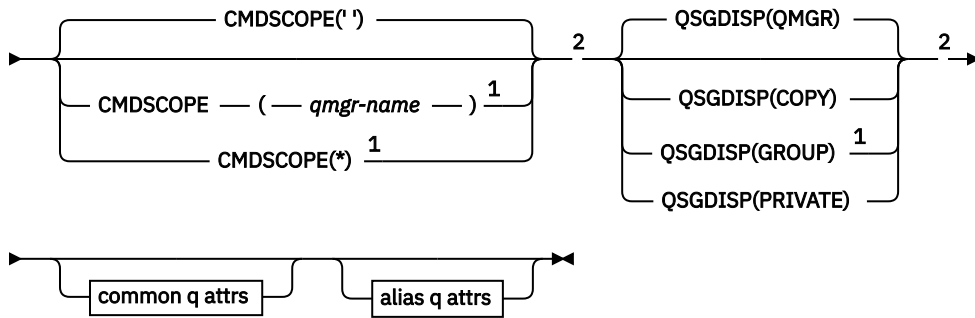 CMDSCOPE(' ')
2
CMDSCOPE ( qmgr-name ) 1
CMDSCOPE(*) 1
QSGDISP(QMGR)
2
QSGDISP(COPY)
QSGDISP(GROUP) 1
QSGDISP(PRIVATE)
common q attrs
alias q attrs